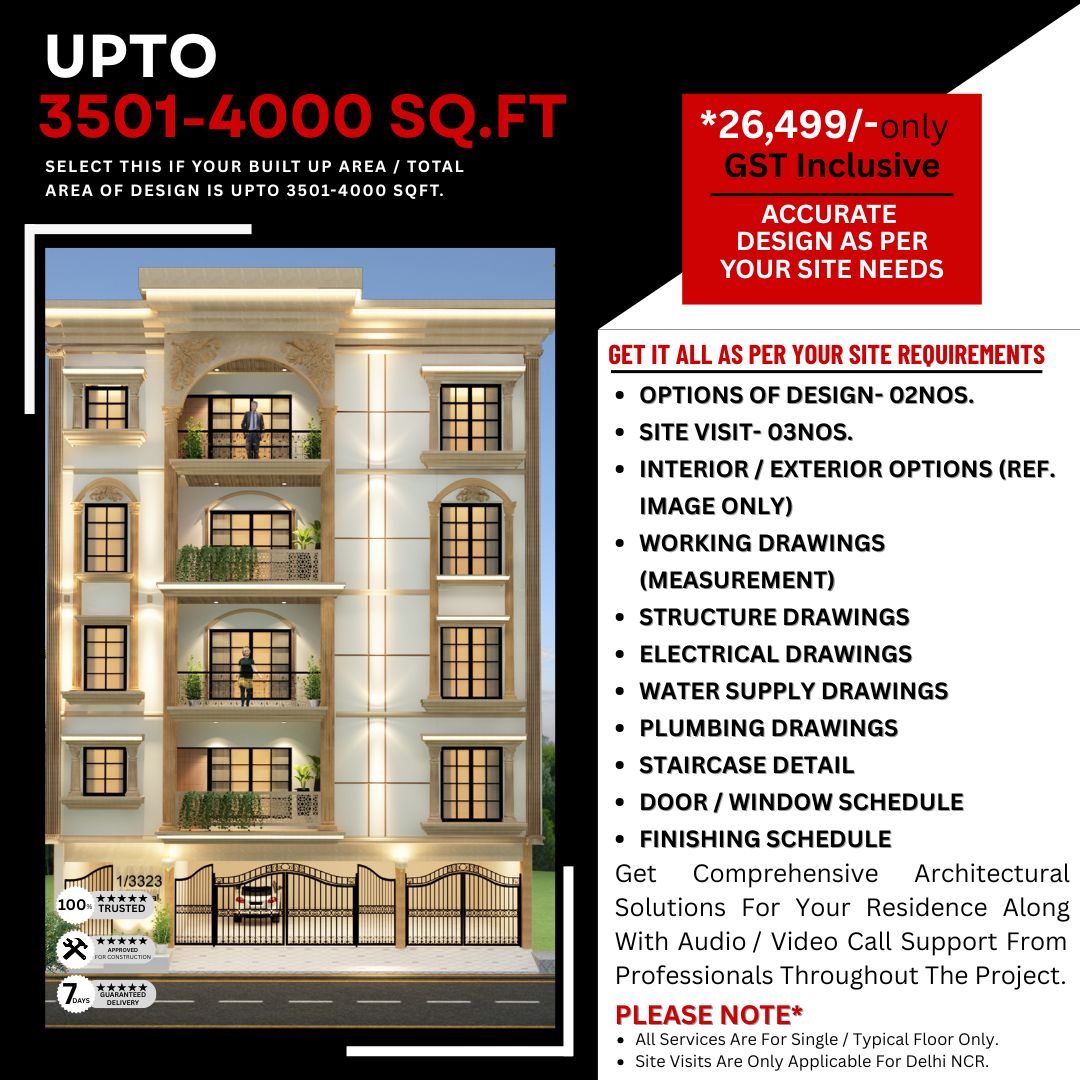 UPTO
3501-4000 SQ.FT
SELECT THIS IF YOUR BUILT UP AREA / TOTAL
AREA OF DESIGN IS UPTO 3501-4000 SQFT.
*26,499/-only
GST Inclusive
ACCURATE
DESIGN AS PER
YOUR SITE NEEDS
GET IT ALL AS PER YOUR SITE REQUIREMENTS
• OPTIONS OF DESIGN- 02NOS.
• SITE VISIT- 03NOS.
• INTERIOR / EXTERIOR OPTIONS (REF.
IMAGE ONLY)
• WORKING DRAWINGS
(MEASUREMENT)
• STRUCTURE DRAWINGS
• ELECTRICAL DRAWINGS
• WATER SUPPLY DRAWINGS
• PLUMBING DRAWINGS
• STAIRCASE DETAIL
• DOOR / WINDOW SCHEDULE
• FINISHING SCHEDULE
Get Comprehensive Architectural
Solutions For Your Residence Along
With Audio / Video Call Support From
Professionals Throughout The Project.
PLEASE NOTE*
• All Services Are For Single / Typical Floor Only.
• Site Visits Are Only Applicable For Delhi NCR.
1/3323
100%
★★★★★
TRUSTED
★★★★★
APPROVED
FOR CONSTRUCTION
7 DAYS
★★★★★
GUARANTEED
DELIVERY